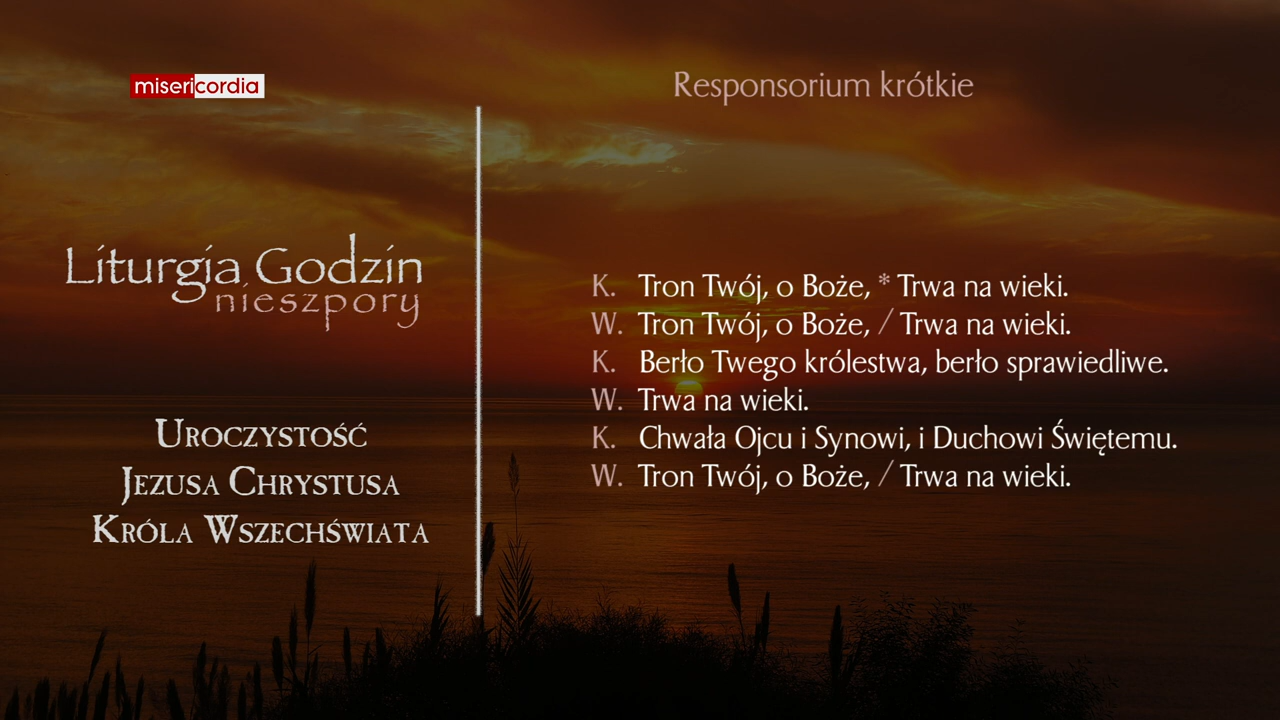 misericordia
Liturgia Godzin
nieszpory
Uroczystość
Jezusa Chrystusa
Króla Wszechświata
Responsorium krótkie
K. Tron Twój, o Boże, * Trwa na wieki.
W. Tron Twój, o Boże, / Trwa na wieki.
K. Berło Twego królestwa, berło sprawiedliwe.
W. Trwa na wieki.
K. Chwała Ojcu i Synowi, i Duchowi Świętemu.
W. Tron Twój, o Boże, / Trwa na wieki.